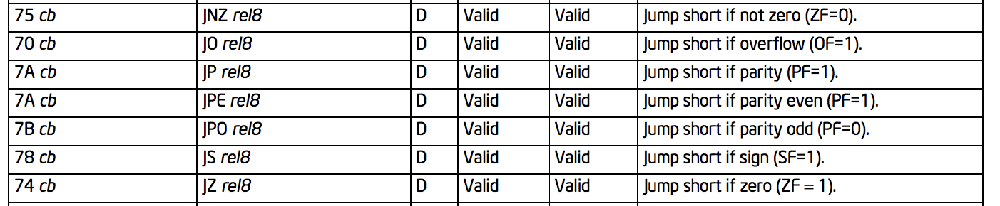 75 cb JNZ rel8 D Valid Valid Jump short if not zero (ZF=0).
70 cb JO rel8 D Valid Valid Jump short if overflow (OF=1).
7A cb JP rel8 D Valid Valid Jump short if parity (PF=1).
7A cb JPE rel8 D Valid Valid Jump short if parity even (PF=1).
7B cb JPO rel8 D Valid Valid Jump short if parity odd (PF=0).
78 cb JS rel8 D Valid Valid Jump short if sign (SF=1).
74 cb JZ rel8 D Valid Valid Jump short if zero (ZF = 1).